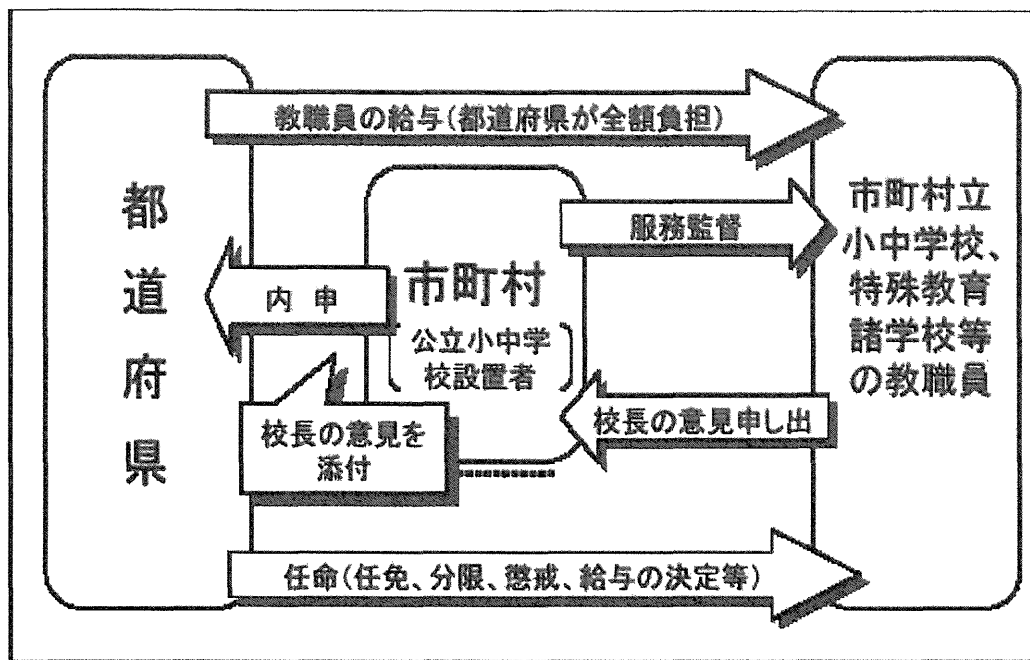 教職員の給与(都道府県が全額負担)
都
道
府
県
服務監督
市町村立
小中学校、
特殊教育
諸学校等
の教職員
内 申
市町村
公立小中学
校設置者
校長の意見を
添付
校長の意見申し出
任命(任免、分限、懲戒、給与の決定等)